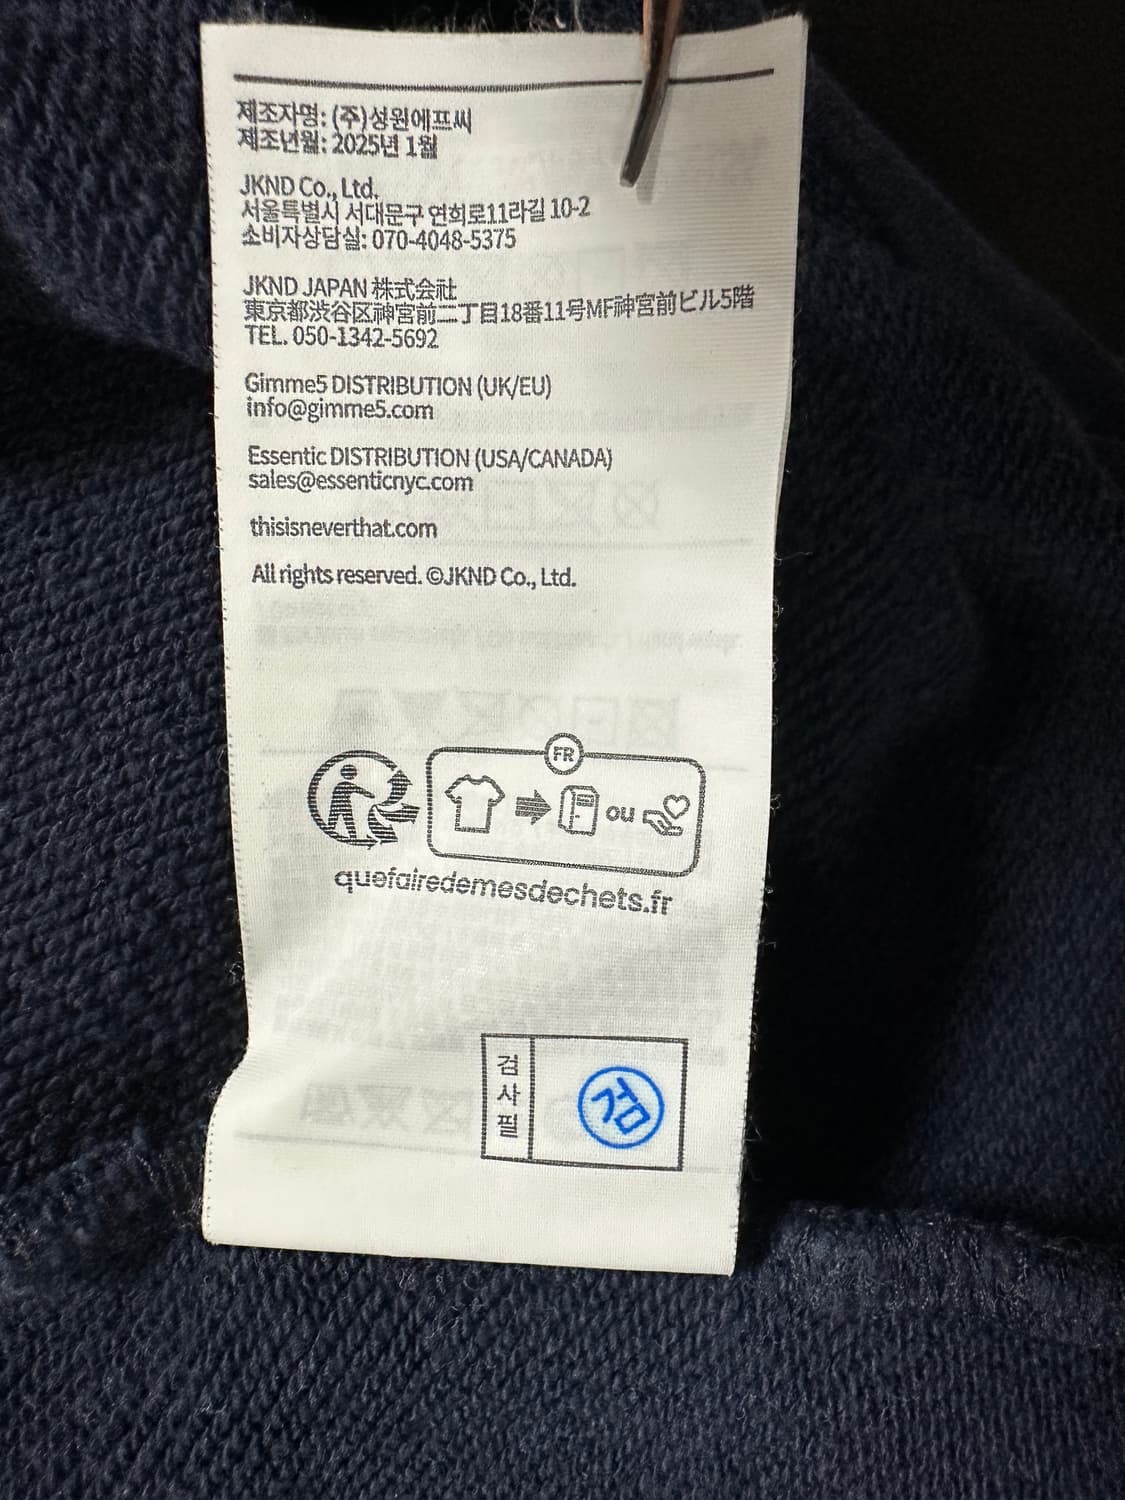 제조자명: (주)성원에프씨
제조년월: 2025년 1월
JKND Co., Ltd.
서울특별시 서대문구 연희로11라길 10-2
소비자상담실: 070-4048-5375
JKND JAPAN 株式会社
東京都渋谷区神宮前二丁目18番11号MF神宮前ビル5階
TEL. 050-1342-5692
Gimme5 DISTRIBUTION (UK/EU)
info@gimme5.com
Essentic DISTRIBUTION (USA/CANADA)
sales@essenticnyc.com
thisisneverthat.com
All rights reserved. ©JKND Co., Ltd.
FR
ou
quefairedemesdechets.fr
검사필
검